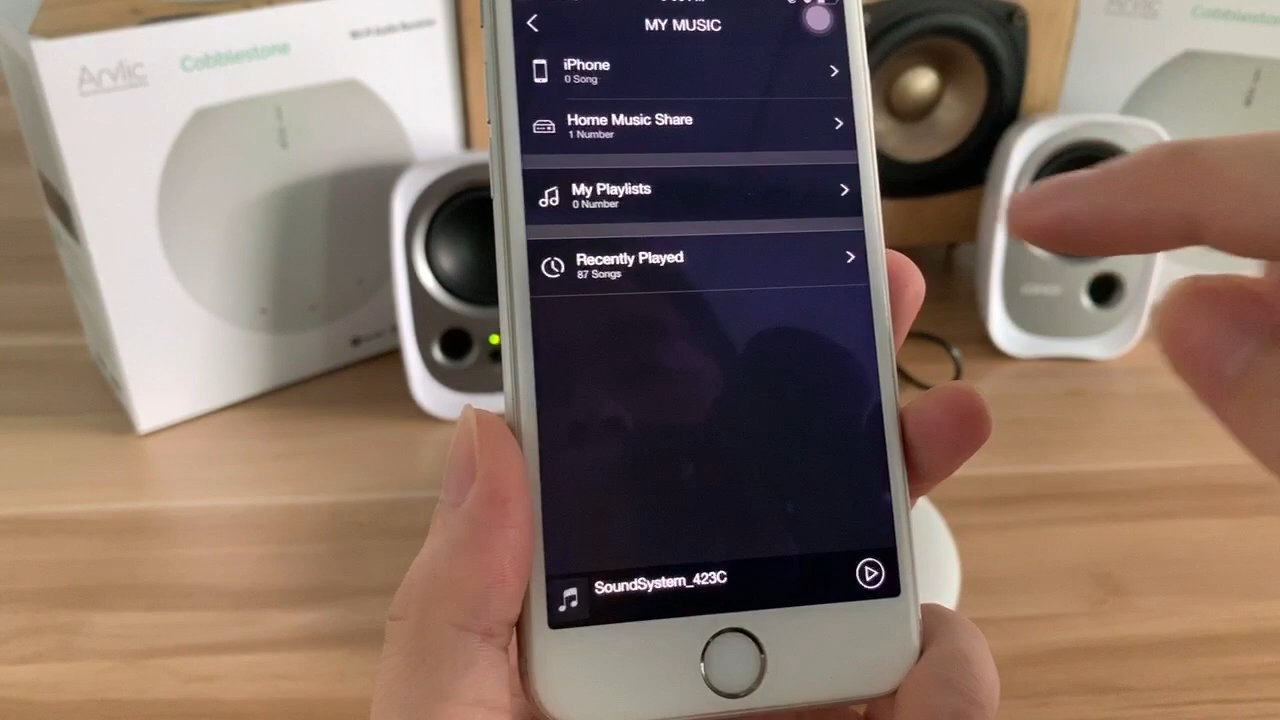 Arylic
Cobblestone
MY MUSIC
iPhone
0 Song
Home Music Share
1 Number
My Playlists
0 Number
Recently Played
87 Songs
SoundSystem_423C